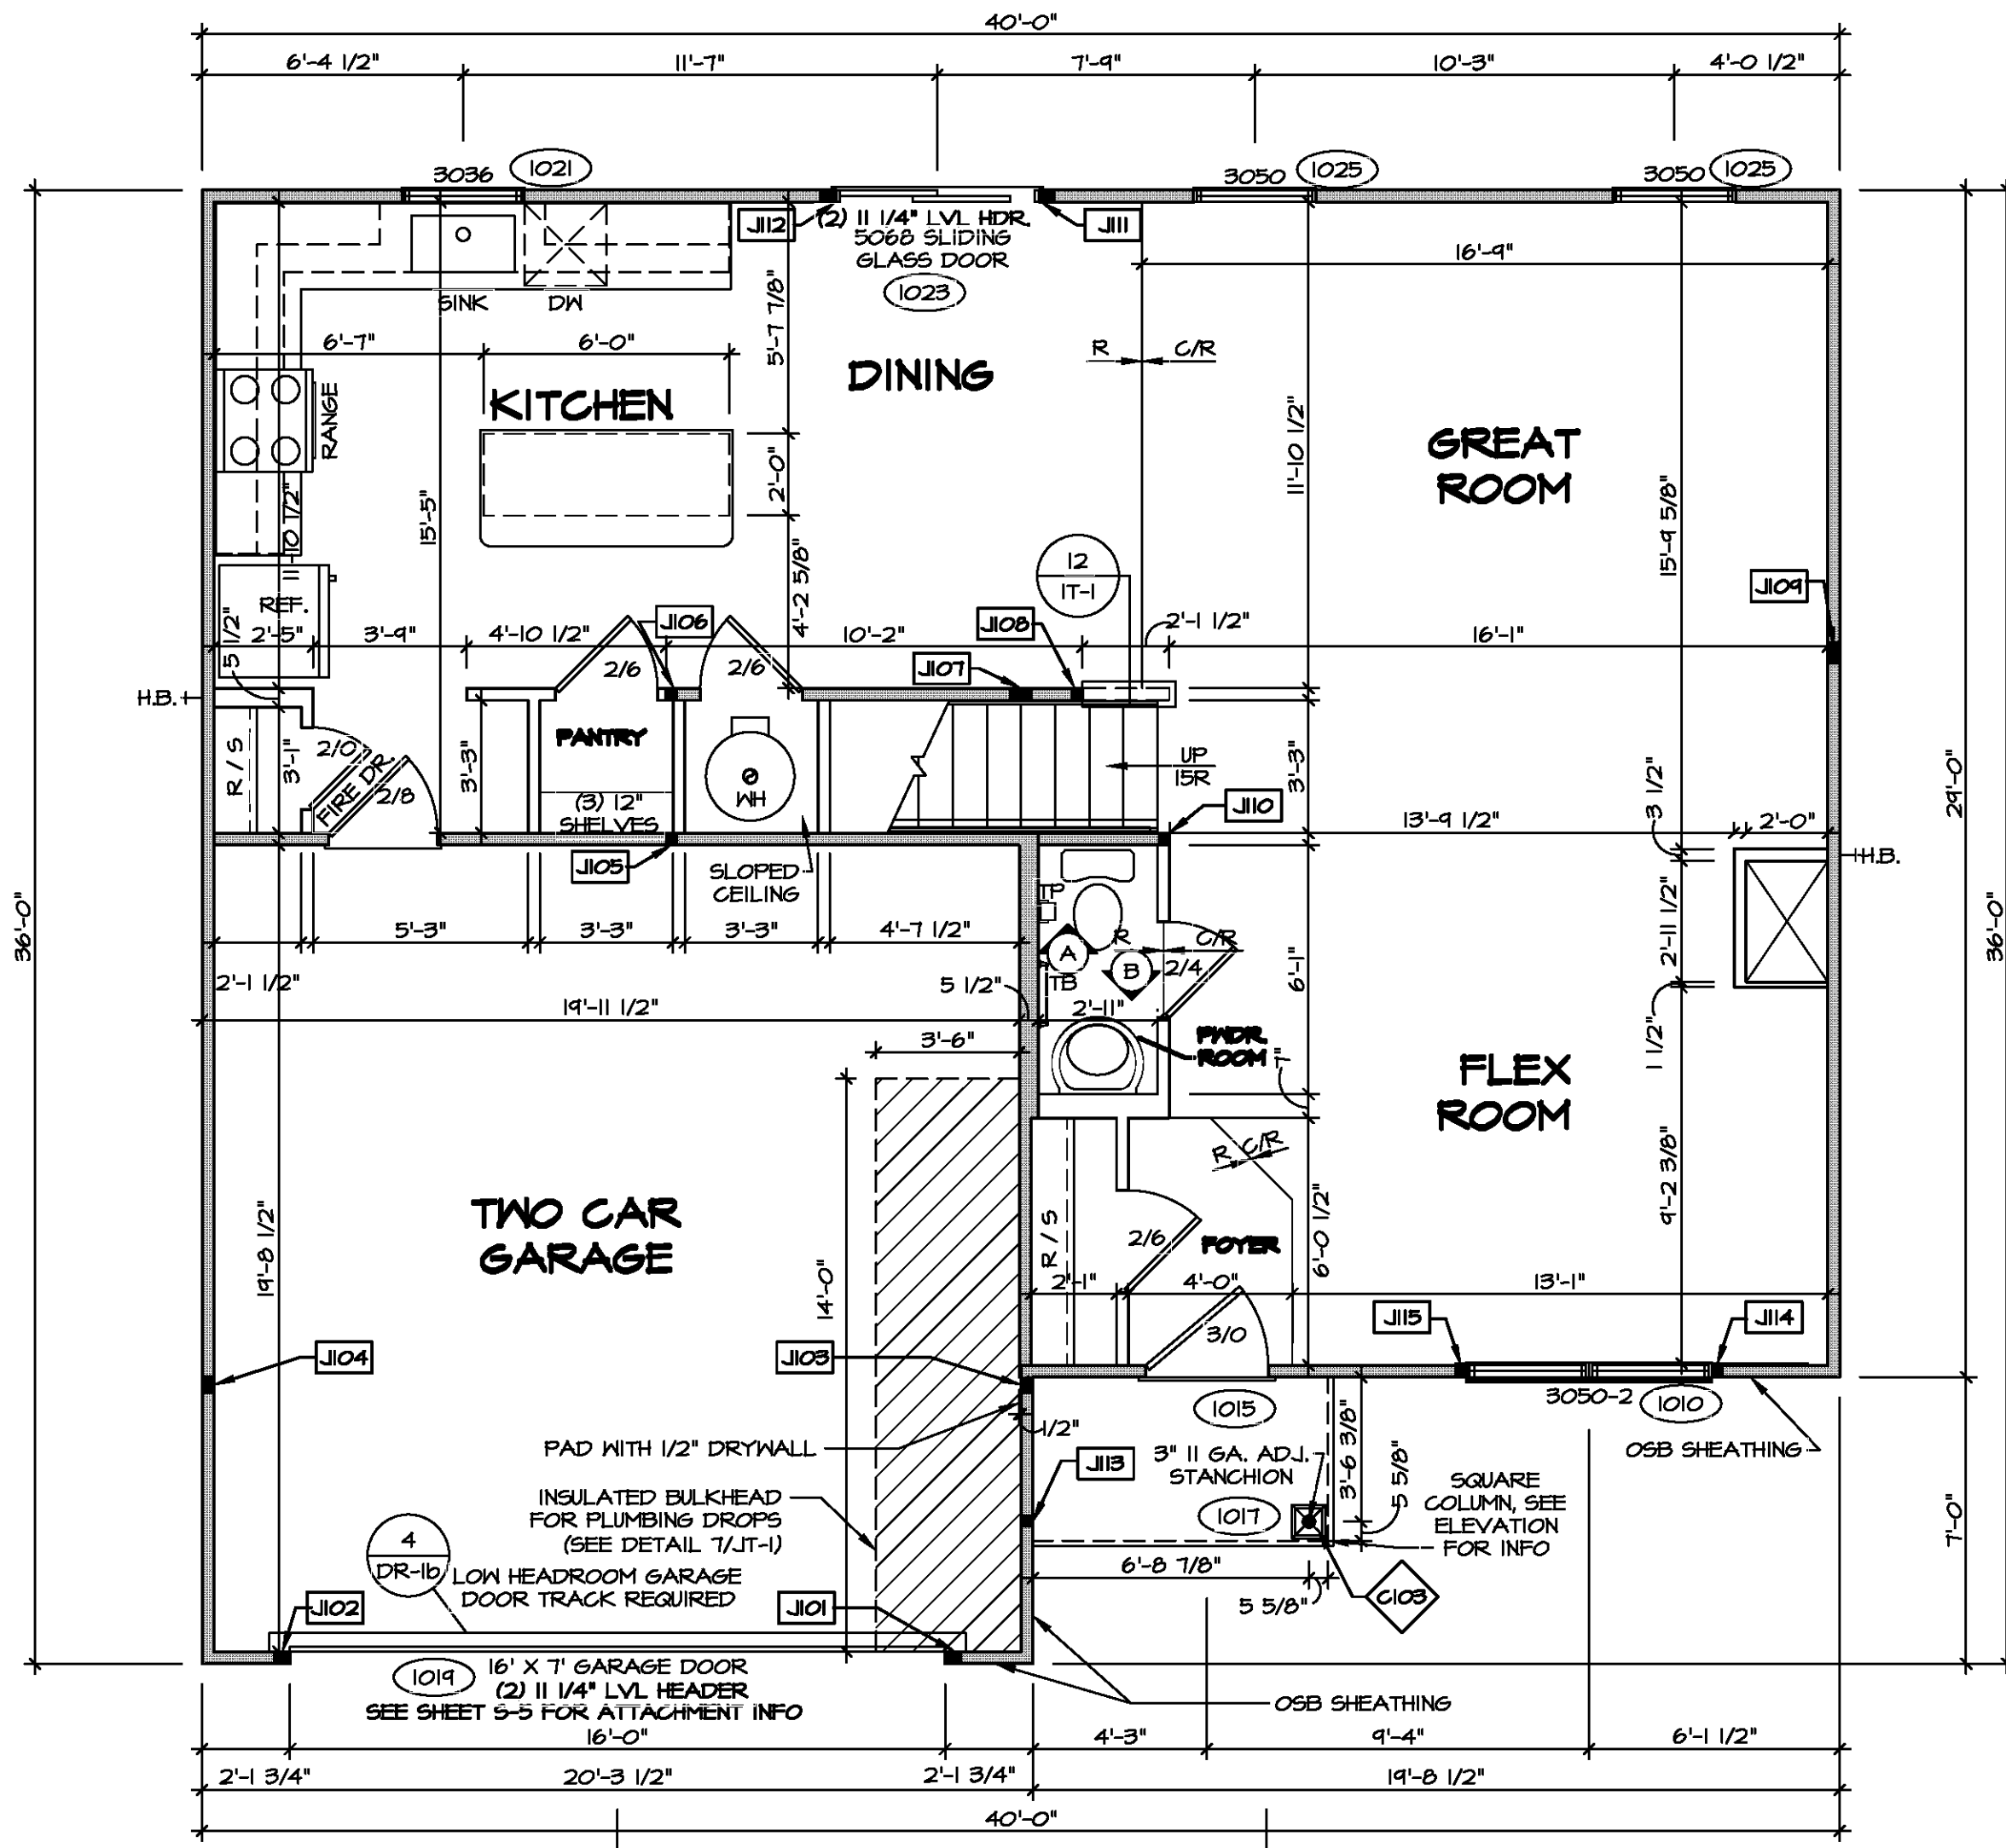 40'-0"
6'-4 1/2" 11'-7" 7'-9" 10'-3" 4'-0 1/2"
3036 1021 3050 1025 3050 1025
J112 (2) 11 1/4" LVL HDR. J111
5068 SLIDING
GLASS DOOR
1023
16'-9"
SINK DW
6'-7" 6'-0" 5'-7 7/8"
R C/R
DINING
KITCHEN
RANGE
GREAT
ROOM
2'-0"
11'-10 1/2"
15'-5"
11'-10 1/2"
15'-9 5/8"
12
1T-1
4'-2 5/8"
J109
REF.
5 1/2"
2'-5" 3'-9" 4'-10 1/2" J106 10'-2" J108 2'-1 1/2" 16'-1"
2/6 2/6 J107
H.B.
PANTRY
R / S
3'-1"
2/0
FIRE DR.
2/8
3'-3"
(3) 12"
SHELVES
WH
UP
15R
3'-3"
J110
3 1/2"
29'-0"
13'-9 1/2" 2'-0"
H.B.
J105
SLOPED
CEILING
TP
36'-0"
36'-0"
5'-3" 3'-3" 3'-3" 4'-7 1/2"
A R C/R
B 2/4
TB
6'-1"
2'-11 1/2"
2'-1 1/2"
19'-11 1/2" 5 1/2" 2'-11"
3'-6"
PWDR.
ROOM
7"
1 1/2"
FLEX
ROOM
R C/R
9'-2 3/8"
TWO CAR
GARAGE
19'-8 1/2"
14'-0"
R / S
2/6
FOYER
6'-0 1/2"
2'-1" 4'-0" 13'-1"
3/0
J115 J114
J104 J103
3050-2 1010
1015
1/2"
PAD WITH 1/2" DRYWALL
J113
3" 11 GA. ADJ.
STANCHION
3'-6 3/8"
5 5/8"
OSB SHEATHING
INSULATED BULKHEAD
FOR PLUMBING DROPS
(SEE DETAIL 7/JT-1)
1017
SQUARE
COLUMN, SEE
ELEVATION
FOR INFO
7'-0"
4
DR-1b
LOW HEADROOM GARAGE
DOOR TRACK REQUIRED
6'-8 7/8"
5 5/8"
C103
J102 J101
1019 16' X 7' GARAGE DOOR
(2) 11 1/4" LVL HEADER
SEE SHEET S-5 FOR ATTACHMENT INFO
OSB SHEATHING
16'-0" 4'-3" 9'-4" 6'-1 1/2"
2'-1 3/4" 20'-3 1/2" 2'-1 3/4" 19'-8 1/2"
40'-0"